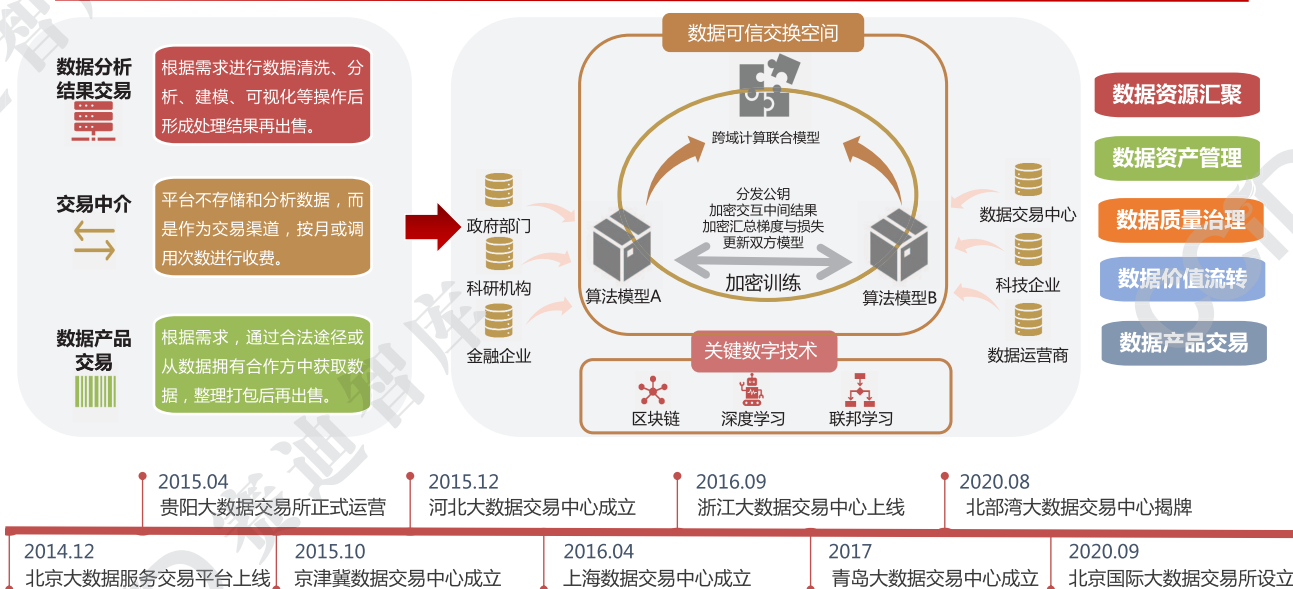 数据分析
结果交易
根据需求进行数据清洗、分
析、建模、可视化等操作后
形成处理结果再出售。
交易中介
平台不存储和分析数据，而
是作为交易渠道，按月或调
用次数进行收费。
数据产品
交易
根据需求，通过合法途径或
从数据拥有合作方中获取数
据，整理打包后再出售。
数据可信交换空间
跨域计算联合模型
分发公钥
加密交互中间结果
加密汇总梯度与损失
更新双方模型
加密训练
算法模型A
算法模型B
政府部门
科研机构
金融企业
数据交易中心
科技企业
数据运营商
关键数字技术
区块链
深度学习
联邦学习
数据资源汇聚
数据资产管理
数据质量治理
数据价值流转
数据产品交易
2015.04
贵阳大数据交易所正式运营
2015.12
河北大数据交易中心成立
2016.09
浙江大数据交易中心上线
2020.08
北部湾大数据交易中心揭牌
2014.12
北京大数据服务交易平台上线
2015.10
京津冀数据交易中心成立
2016.04
上海数据交易中心成立
2017
青岛大数据交易中心成立
2020.09
北京国际大数据交易所设立
赛迪智库